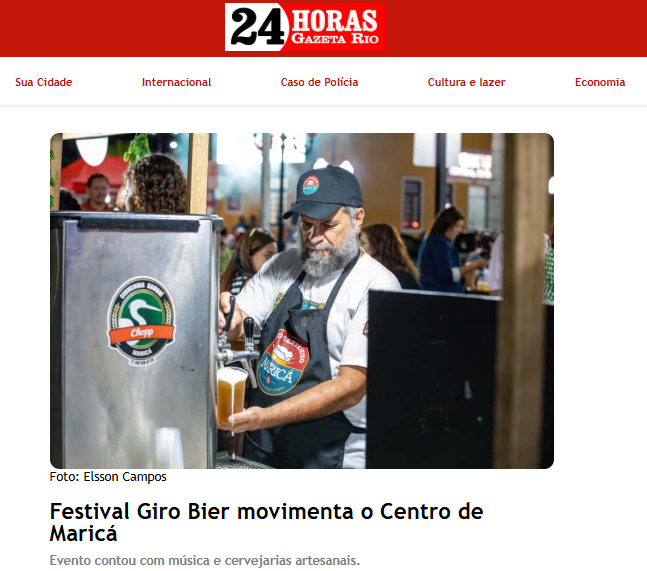 24 HORAS
GAZETA RIO
Sua Cidade Internacional Caso de Polícia Cultura e lazer Economia
Chopp
MARICÁ
MARICÁ
Foto: Elsson Campos
Festival Giro Bier movimenta o Centro de
Maricá
Evento contou com música e cervejarias artesanais.